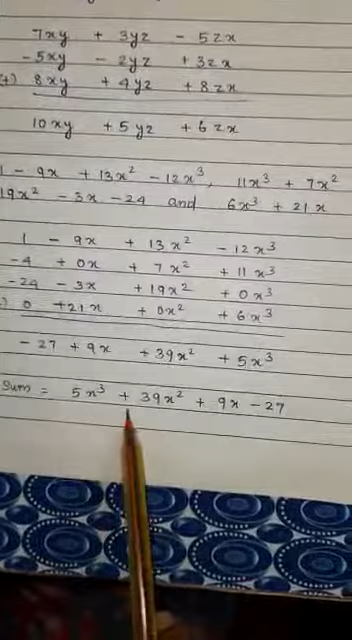 7xy + 3yz - 5zx
- 5xy - 2yz + 3zx
(+) 8xy + 4yz + 8zx
10xy + 5yz + 6zx
1 - 9x + 13x² - 12x³, 11x³ + 7x²
19x² - 3x - 24 and 6x³ + 21x
1 - 9x + 13x² - 12x³
-4 + 0x + 7x² + 11x³
-24 - 3x + 19x² + 0x³
) 0 + 21x + 0x² + 6x³
- 27 + 9x + 39x² + 5x³
Sum = 5x³ + 39x² + 9x - 27